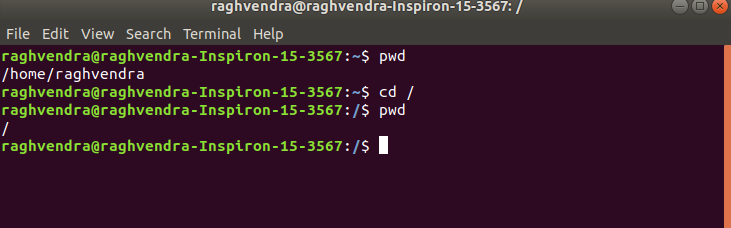 raghvendra@raghvendra-Inspiron-15-3567: /
File Edit View Search Terminal Help
raghvendra@raghvendra-Inspiron-15-3567:~$ pwd
/home/raghvendra
raghvendra@raghvendra-Inspiron-15-3567:~$ cd /
raghvendra@raghvendra-Inspiron-15-3567:/$ pwd
/
raghvendra@raghvendra-Inspiron-15-3567:/$